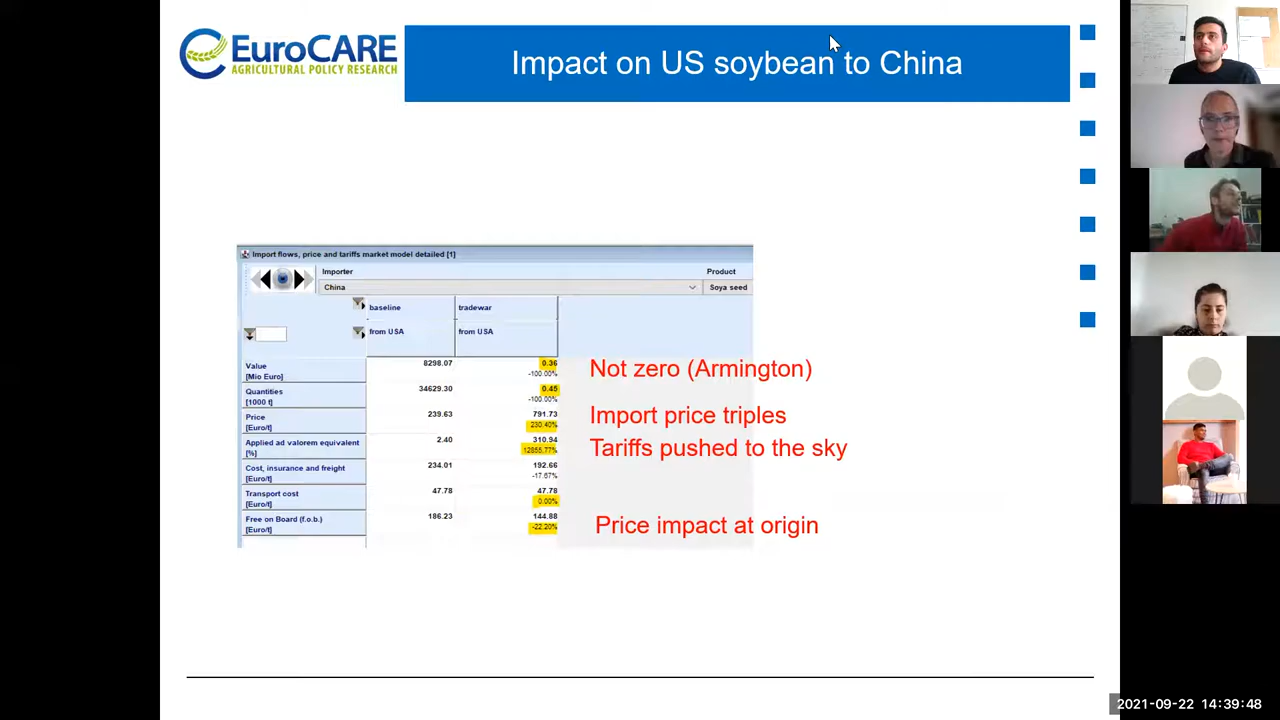 EuroCARE
AGRICULTURAL POLICY RESEARCH
Impact on US soybean to China
Import flows, price and tariffs market model detailed [1]
Importer
Product
China
Soya seed
baseline
tradewar
from USA
from USA
Value
[Mio Euro]
8298.07
0.36
-100.00%
Not zero (Armington)
Quantities
[1000 t]
34629.30
0.45
-100.00%
Price
[Euro/t]
239.63
791.73
230.40%
Import price triples
Applied ad valorem equivalent
[%]
2.40
310.94
12855.77%
Tariffs pushed to the sky
Cost, insurance and freight
[Euro/t]
234.01
192.66
-17.67%
Transport cost
[Euro/t]
47.78
47.78
0.00%
Free on Board (f.o.b.)
[Euro/t]
186.23
144.88
-22.20%
Price impact at origin
2021-09-22 14:39:48